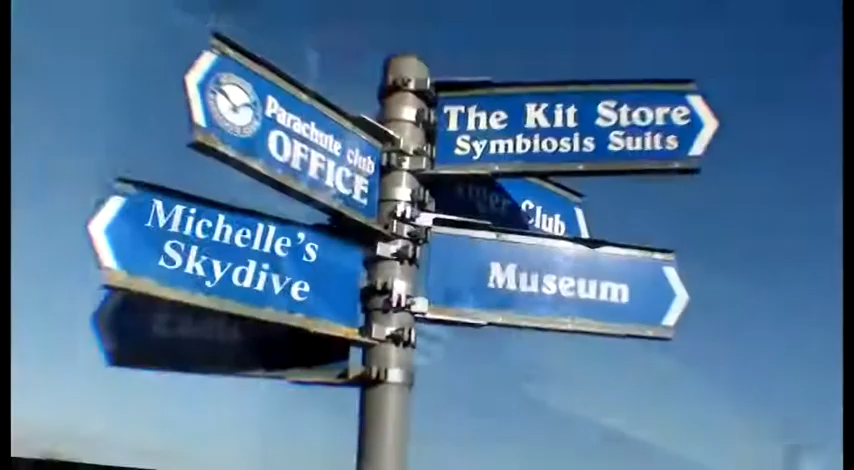 Parachute club
OFFICE
The Kit Store
Symbiosis Suits
Club
Michelle's
Skydive
Museum